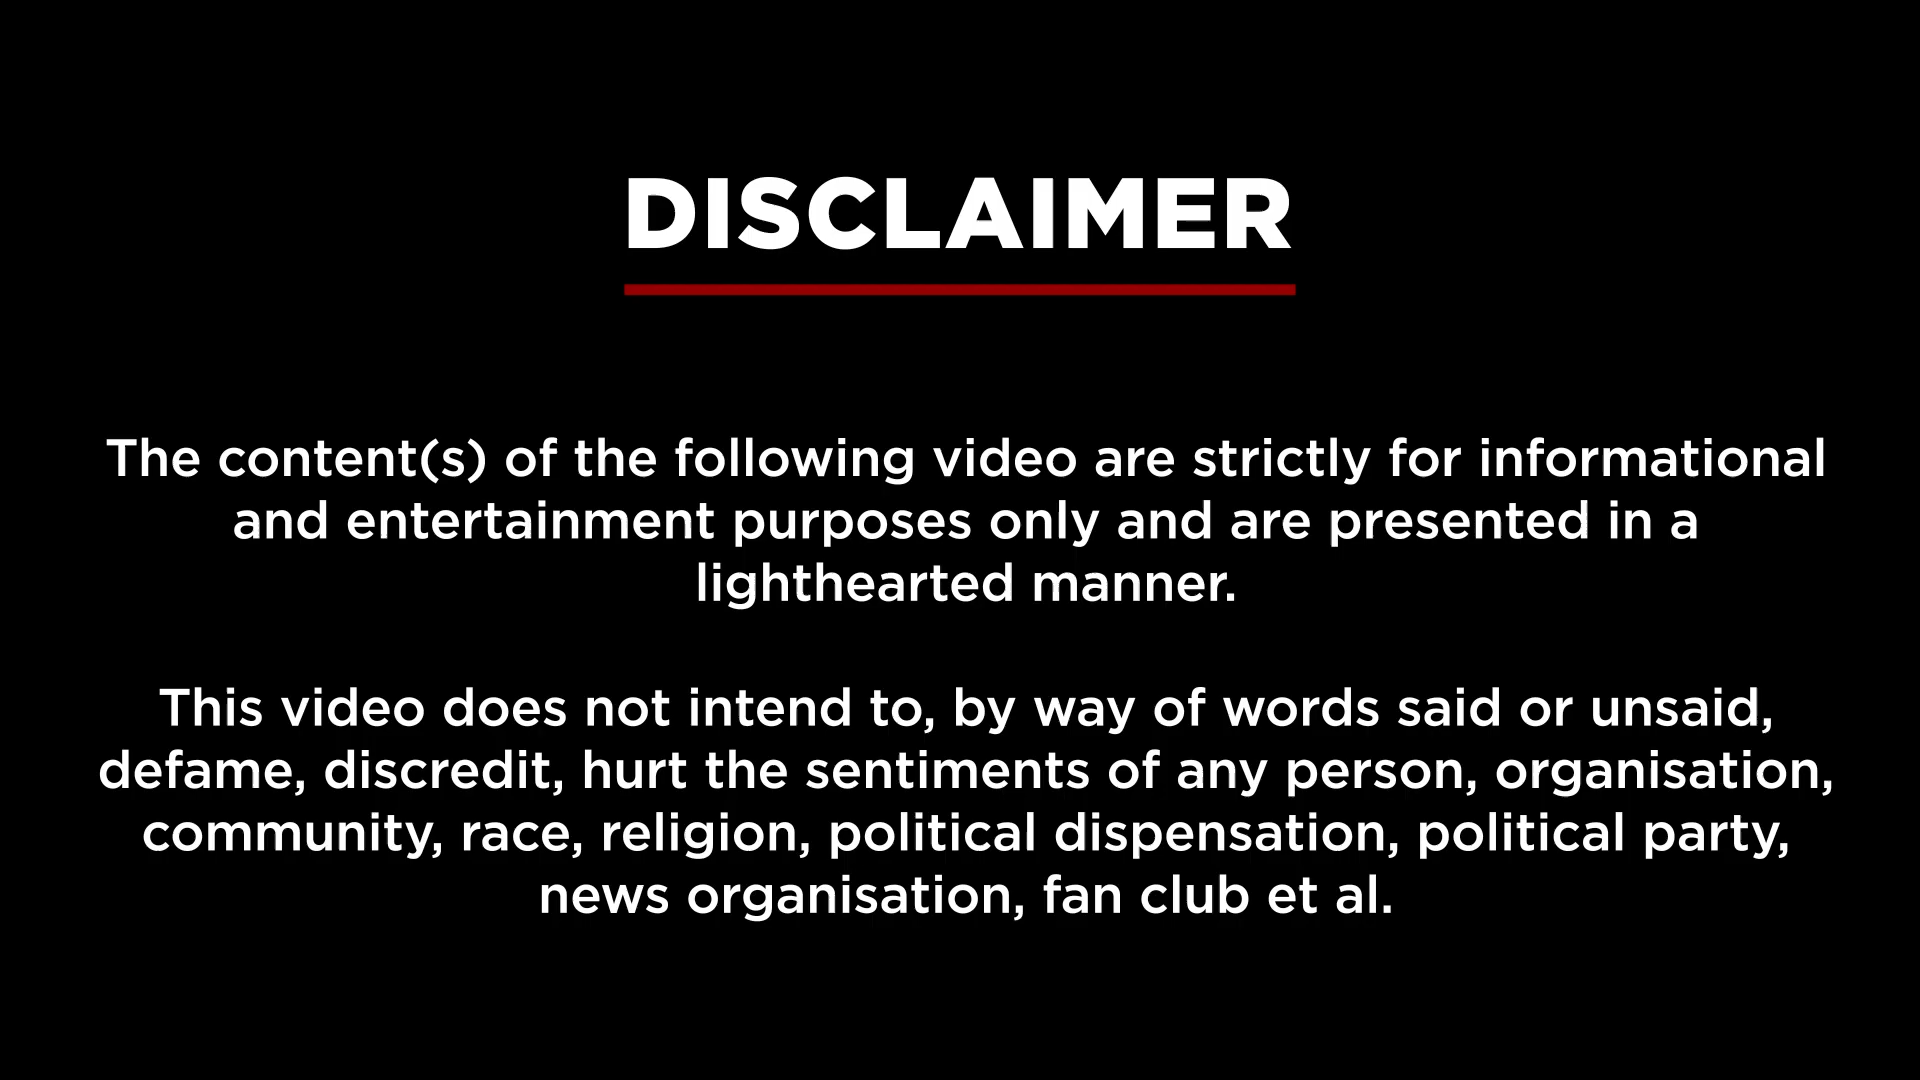 DISCLAIMER
The content(s) of the following video are strictly for informational
and entertainment purposes only and are presented in a
lighthearted manner.
This video does not intend to, by way of words said or unsaid,
defame, discredit, hurt the sentiments of any person, organisation,
community, race, religion, political dispensation, political party,
news organisation, fan club et al.